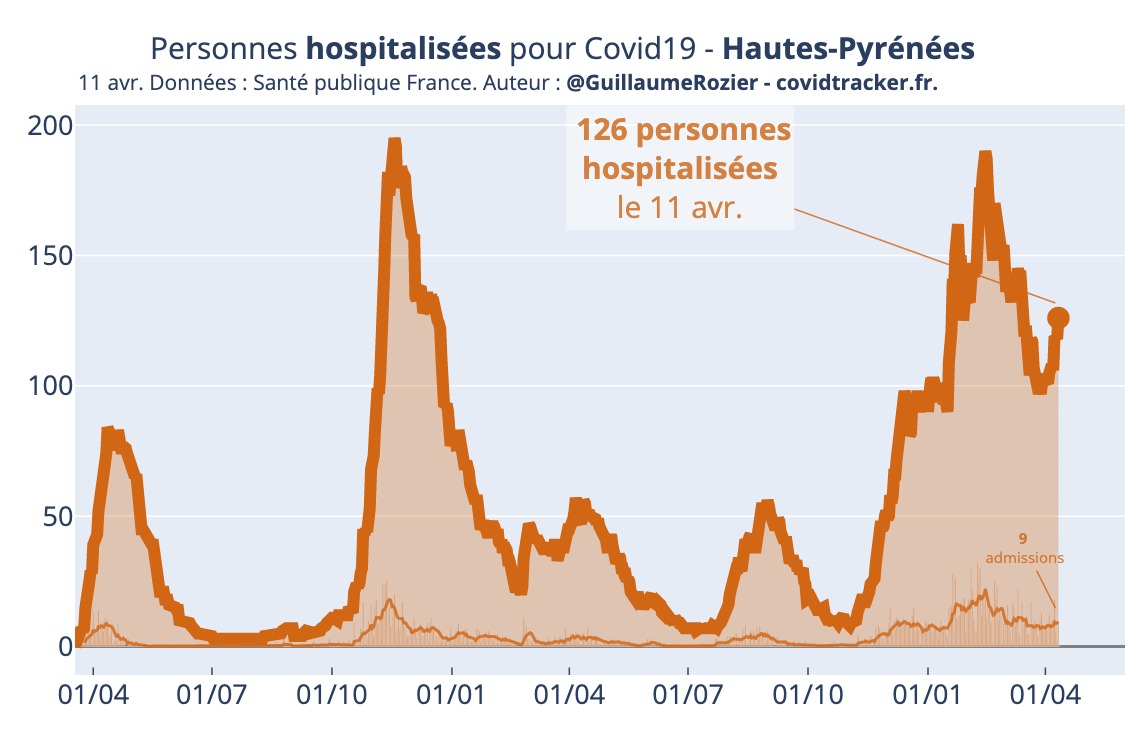 Personnes hospitalisées pour Covid19 - Hautes-Pyrénées
11 avr. Données : Santé publique France. Auteur : @GuillaumeRozier - covidtracker.fr.
126 personnes
hospitalisées
le 11 avr.
200
150
100
50
0
9
admissions
01/04 01/07 01/10 01/01 01/04 01/07 01/10 01/01 01/04